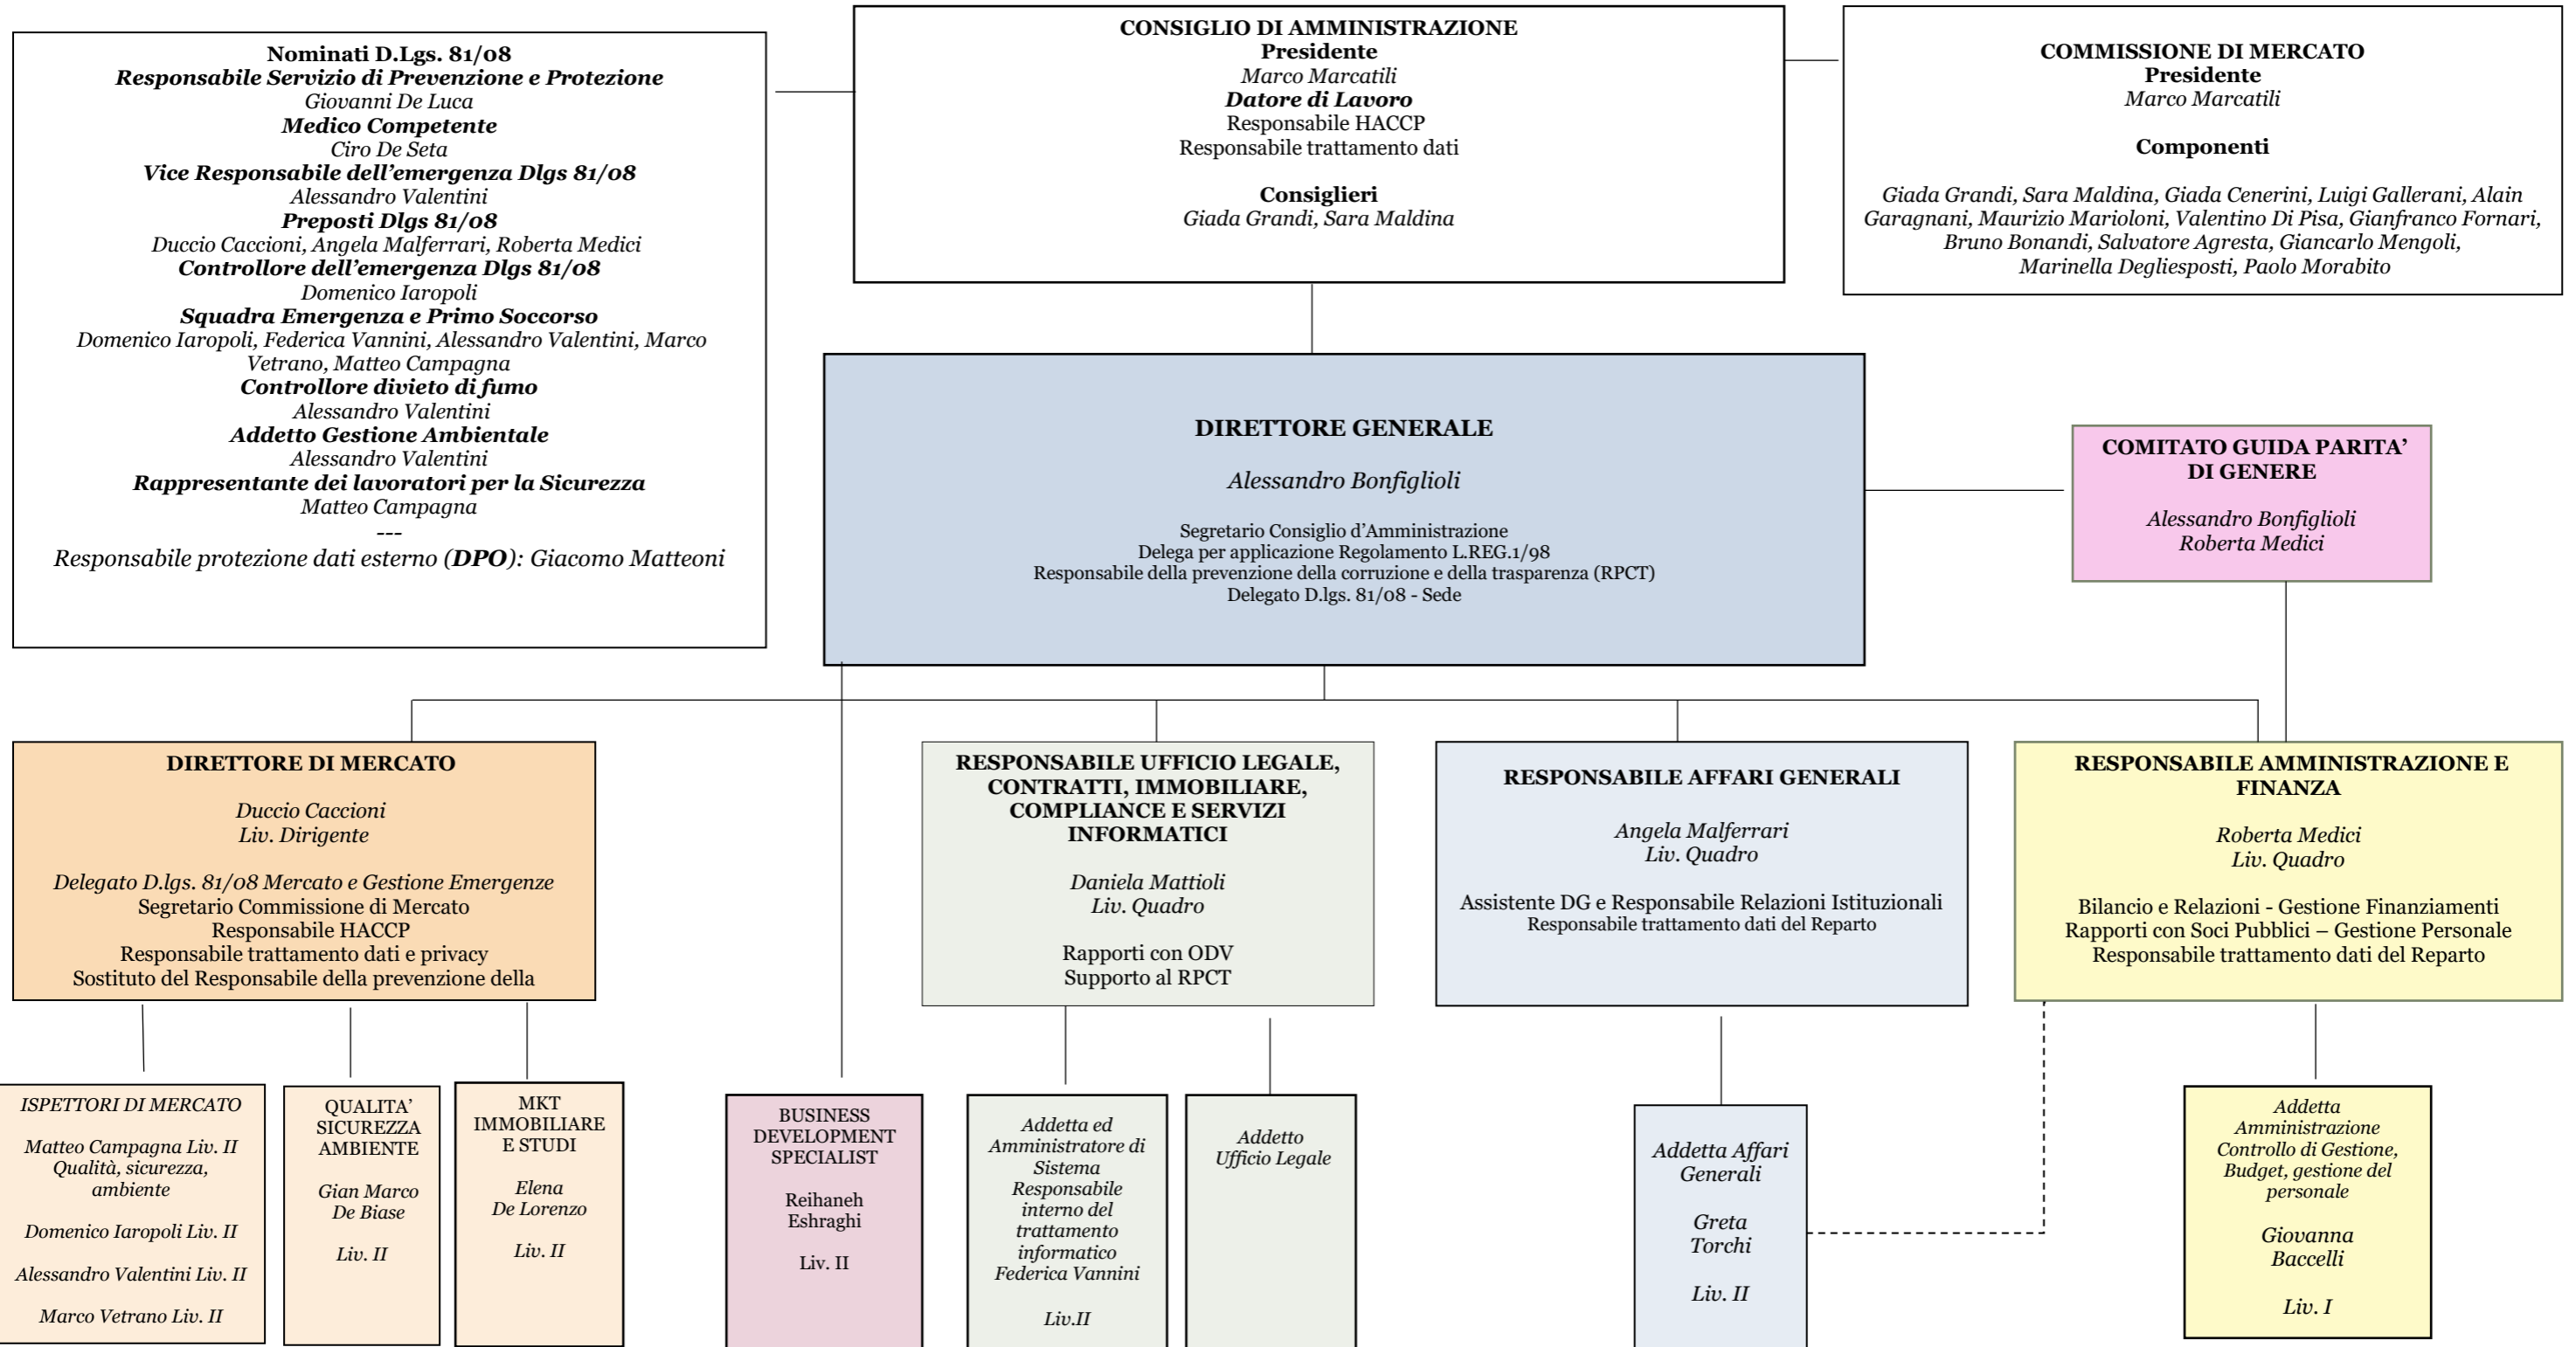 Nominati D.Lgs. 81/08
Responsabile Servizio di Prevenzione e Protezione
Giovanni De Luca
Medico Competente
Ciro De Seta
Vice Responsabile dell'emergenza Dlgs 81/08
Alessandro Valentini
Preposti Dlgs 81/08
Duccio Caccioni, Angela Malferrari, Roberta Medici
Controllore dell'emergenza Dlgs 81/08
Domenico Iaropoli
Squadra Emergenza e Primo Soccorso
Domenico Iaropoli, Federica Vannini, Alessandro Valentini, Marco
Vetrano, Matteo Campagna
Controllore divieto di fumo
Alessandro Valentini
Addetto Gestione Ambientale
Alessandro Valentini
Rappresentante dei lavoratori per la Sicurezza
Matteo Campagna
---
Responsabile protezione dati esterno (DPO): Giacomo Matteoni
CONSIGLIO DI AMMINISTRAZIONE
Presidente
Marco Marcatili
Datore di Lavoro
Responsabile HACCP
Responsabile trattamento dati
Consiglieri
Giada Grandi, Sara Maldina
COMMISSIONE DI MERCATO
Presidente
Marco Marcatili
Componenti
Giada Grandi, Sara Maldina, Giada Cenerini, Luigi Gallerani, Alain
Garagnani, Maurizio Marioloni, Valentino Di Pisa, Gianfranco Fornari,
Bruno Bonandi, Salvatore Agresta, Giancarlo Mengoli,
Marinella Degliesposti, Paolo Morabito
DIRETTORE GENERALE
Alessandro Bonfiglioli
Segretario Consiglio d'Amministrazione
Delega per applicazione Regolamento L.REG.1/98
Responsabile della prevenzione della corruzione e della trasparenza (RPCT)
Delegato D.lgs. 81/08 - Sede
COMITATO GUIDA PARITA'
DI GENERE
Alessandro Bonfiglioli
Roberta Medici
DIRETTORE DI MERCATO
Duccio Caccioni
Liv. Dirigente
Delegato D.lgs. 81/08 Mercato e Gestione Emergenze
Segretario Commissione di Mercato
Responsabile HACCP
Responsabile trattamento dati e privacy
Sostituto del Responsabile della prevenzione della
RESPONSABILE UFFICIO LEGALE,
CONTRATTI, IMMOBILIARE,
COMPLIANCE E SERVIZI
INFORMATICI
Daniela Mattioli
Liv. Quadro
Rapporti con ODV
Supporto al RPCT
RESPONSABILE AFFARI GENERALI
Angela Malferrari
Liv. Quadro
Assistente DG e Responsabile Relazioni Istituzionali
Responsabile trattamento dati del Reparto
RESPONSABILE AMMINISTRAZIONE E
FINANZA
Roberta Medici
Liv. Quadro
Bilancio e Relazioni - Gestione Finanziamenti
Rapporti con Soci Pubblici – Gestione Personale
Responsabile trattamento dati del Reparto
ISPETTORI DI MERCATO
Matteo Campagna Liv. II
Qualità, sicurezza,
ambiente
Domenico Iaropoli Liv. II
Alessandro Valentini Liv. II
Marco Vetrano Liv. II
QUALITA'
SICUREZZA
AMBIENTE
Gian Marco
De Biase
Liv. II
MKT
IMMOBILIARE
E STUDI
Elena
De Lorenzo
Liv. II
BUSINESS
DEVELOPMENT
SPECIALIST
Reihaneh
Eshraghi
Liv. II
Addetta ed
Amministratore di
Sistema
Responsabile
interno del
trattamento
informatico
Federica Vannini
Liv.II
Addetto
Ufficio Legale
Addetta Affari
Generali
Greta
Torchi
Liv. II
Addetta
Amministrazione
Controllo di Gestione,
Budget, gestione del
personale
Giovanna
Baccelli
Liv. I